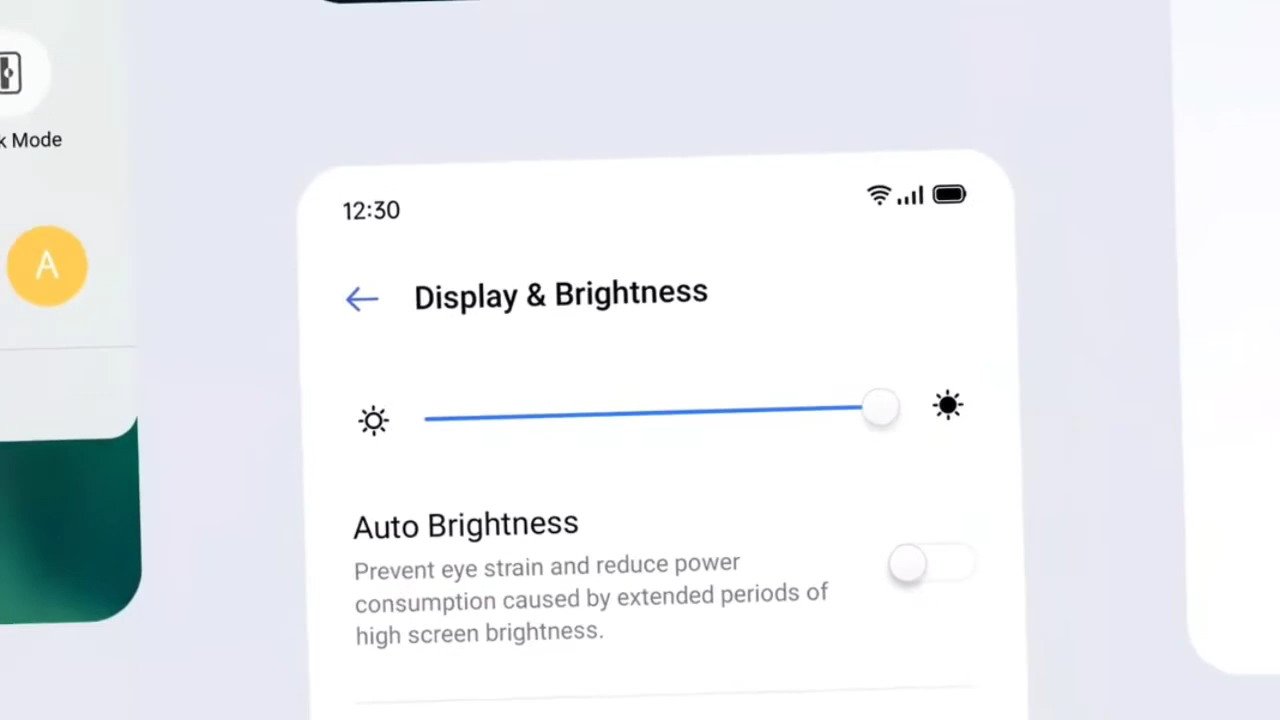 k Mode
A
12:30
Display & Brightness
Auto Brightness
Prevent eye strain and reduce power
consumption caused by extended periods of
high screen brightness.